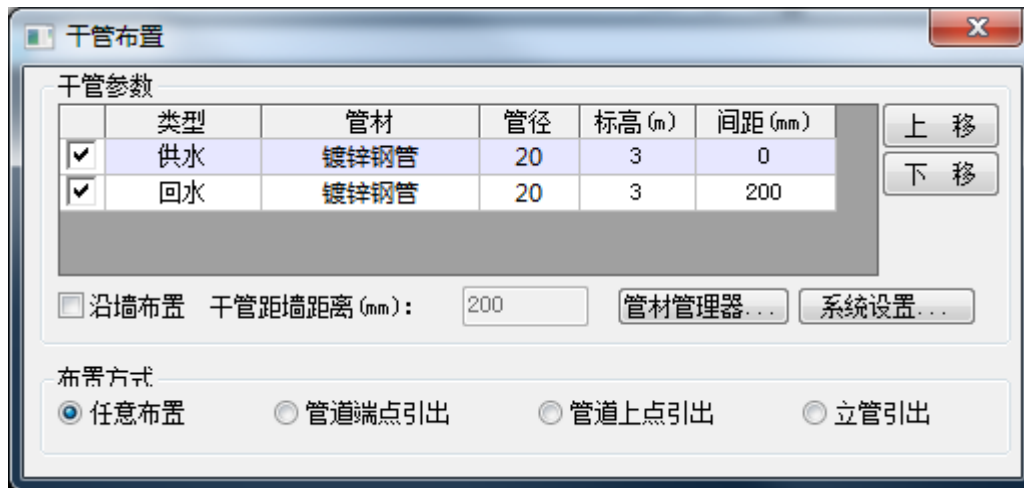 干管布置
干管参数
类型 管材 管径 标高(m) 间距(mm)
供水 镀锌钢管 20 3 0
回水 镀锌钢管 20 3 200
上 移
下 移
沿墙布置 干管距墙距离(mm): 200 管材管理器... 系统设置...
布置方式
任意布置 管道端点引出 管道上点引出 立管引出